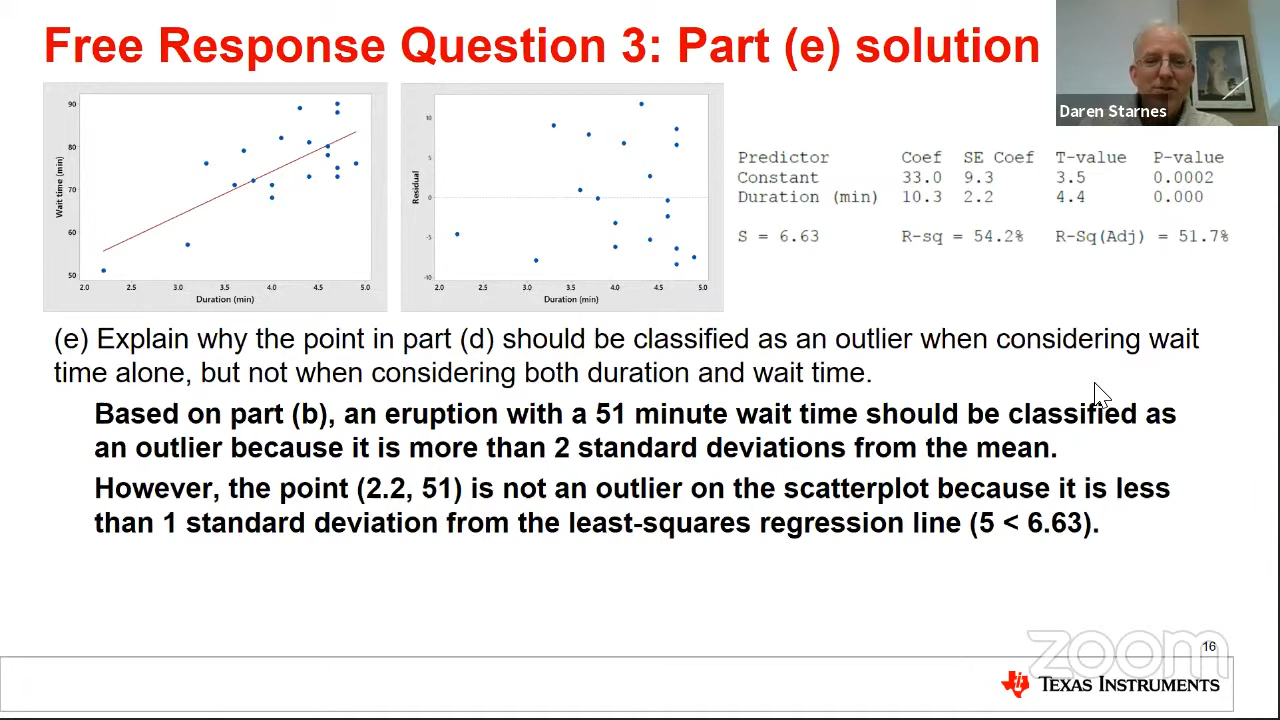 Free Response Question 3: Part (e) solution
Daren Starnes
90
80
70
60
50
Wait time (min)
2.0 2.5 3.0 3.5 4.0 4.5 5.0
Duration (min)
10
5
0
-5
-10
Residual
2.0 2.5 3.0 3.5 4.0 4.5 5.0
Duration (min)
Predictor Coef SE Coef T-value P-value
Constant 33.0 9.3 3.5 0.0002
Duration (min) 10.3 2.2 4.4 0.000
S = 6.63 R-sq = 54.2% R-Sq(Adj) = 51.7%
(e) Explain why the point in part (d) should be classified as an outlier when considering wait
time alone, but not when considering both duration and wait time.
Based on part (b), an eruption with a 51 minute wait time should be classified as
an outlier because it is more than 2 standard deviations from the mean.
However, the point (2.2, 51) is not an outlier on the scatterplot because it is less
than 1 standard deviation from the least-squares regression line (5 < 6.63).
zoom
16
TEXAS INSTRUMENTS